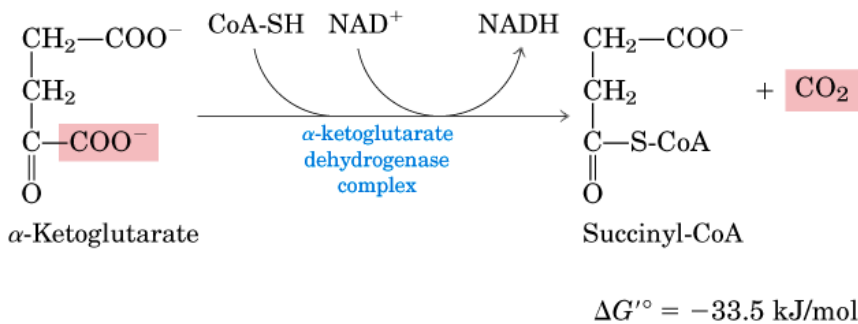 CoA-SH NAD⁺ NADH
CH₂—COO⁻ CH₂—COO⁻
CH₂ CH₂ + CO₂
C—COO⁻ α-ketoglutarate C—S-CoA
dehydrogenase
O complex O
α-Ketoglutarate Succinyl-CoA
ΔG′° = −33.5 kJ/mol